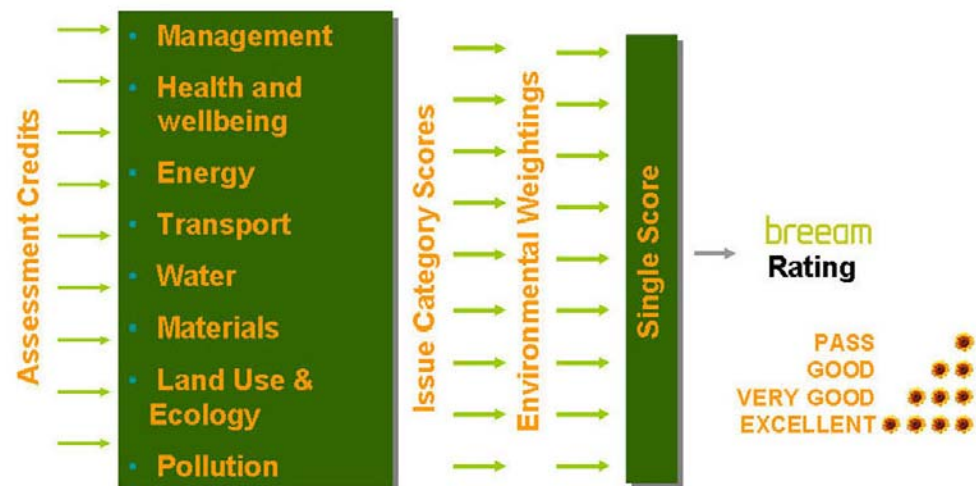 Assessment Credits
• Management
• Health and
wellbeing
• Energy
• Transport
• Water
• Materials
• Land Use &
Ecology
• Pollution
Issue Category Scores
Environmental Weightings
Single Score
breeam
Rating
PASS
GOOD
VERY GOOD
EXCELLENT